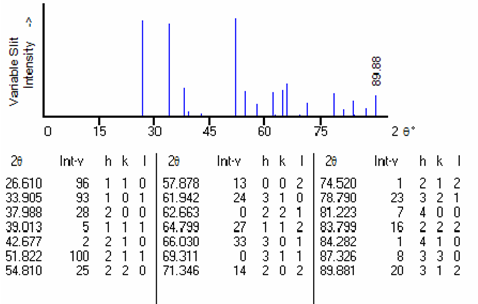 Variable Slit
Intensity ->
89.88
0 15 30 45 60 75 2 θ°
2θ Int-v h k l 2θ Int-v h k l 2θ Int-v h k l
26.610 96 1 1 0 57.878 13 0 0 2 74.520 1 2 1 2
33.905 93 1 0 1 61.942 24 3 1 0 78.790 23 3 2 1
37.988 28 2 0 0 62.663 0 2 2 1 81.223 7 4 0 0
39.013 5 1 1 1 64.799 27 1 1 2 83.799 16 2 2 2
42.677 2 2 1 0 66.030 33 3 0 1 84.282 1 4 1 0
51.822 100 2 1 1 69.311 0 3 1 1 87.326 8 3 3 0
54.810 25 2 2 0 71.346 14 2 0 2 89.881 20 3 1 2